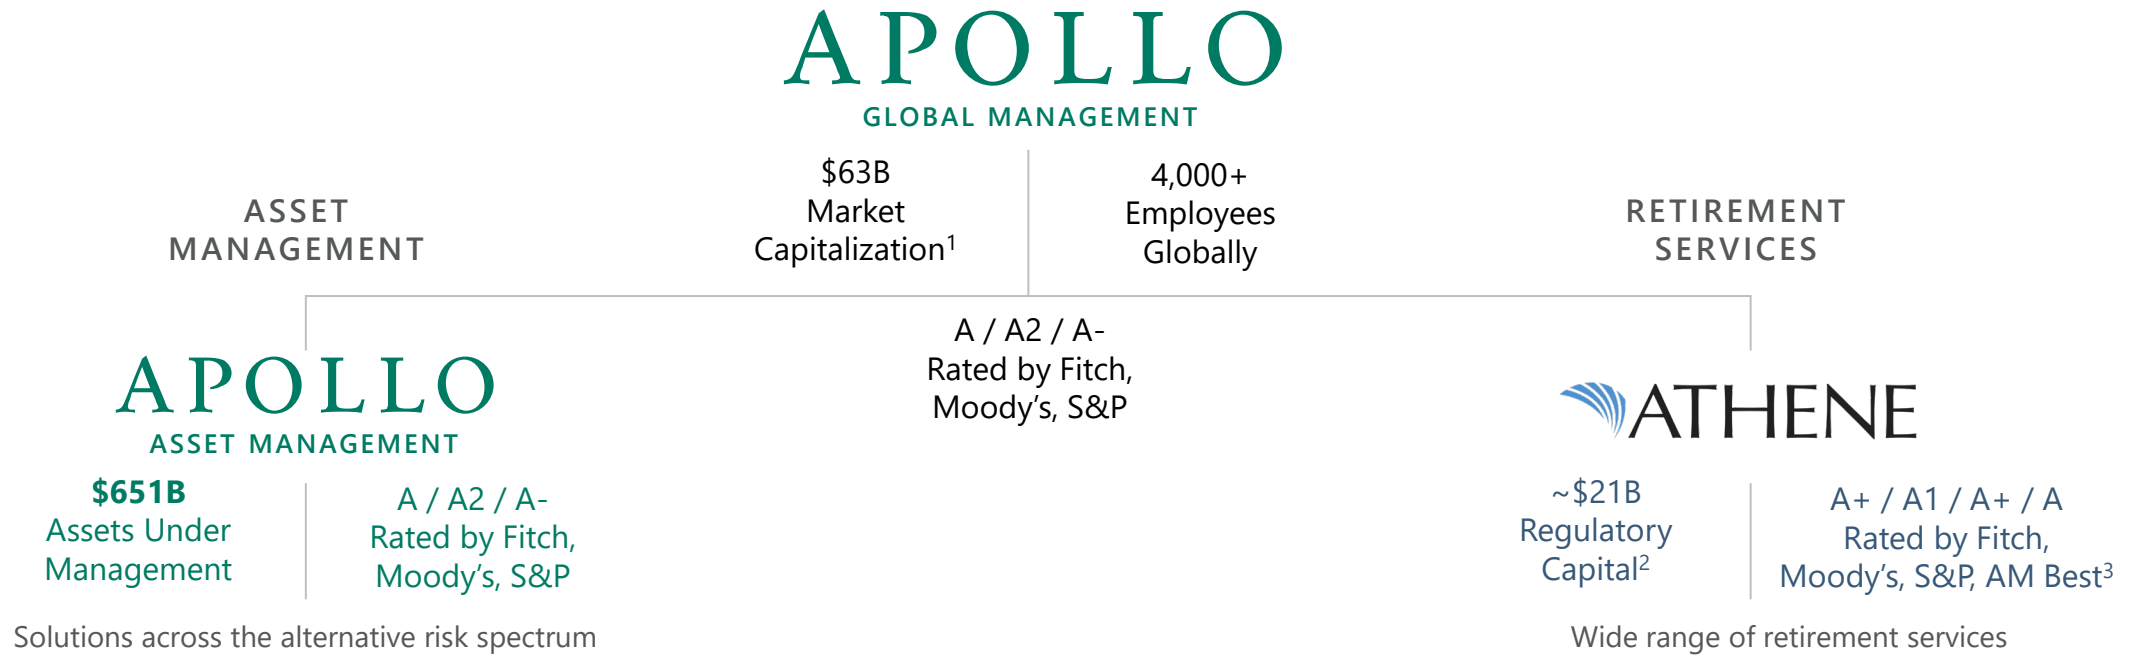 APOLLO
GLOBAL MANAGEMENT
$63B
Market
Capitalization¹
4,000+
Employees
Globally
ASSET
MANAGEMENT
RETIREMENT
SERVICES
A / A2 / A-
Rated by Fitch,
Moody's, S&P
APOLLO
ASSET MANAGEMENT
$651B
Assets Under
Management
A / A2 / A-
Rated by Fitch,
Moody's, S&P
Solutions across the alternative risk spectrum
ATHENE
~$21B
Regulatory
Capital²
A+ / A1 / A+ / A
Rated by Fitch,
Moody's, S&P, AM Best³
Wide range of retirement services